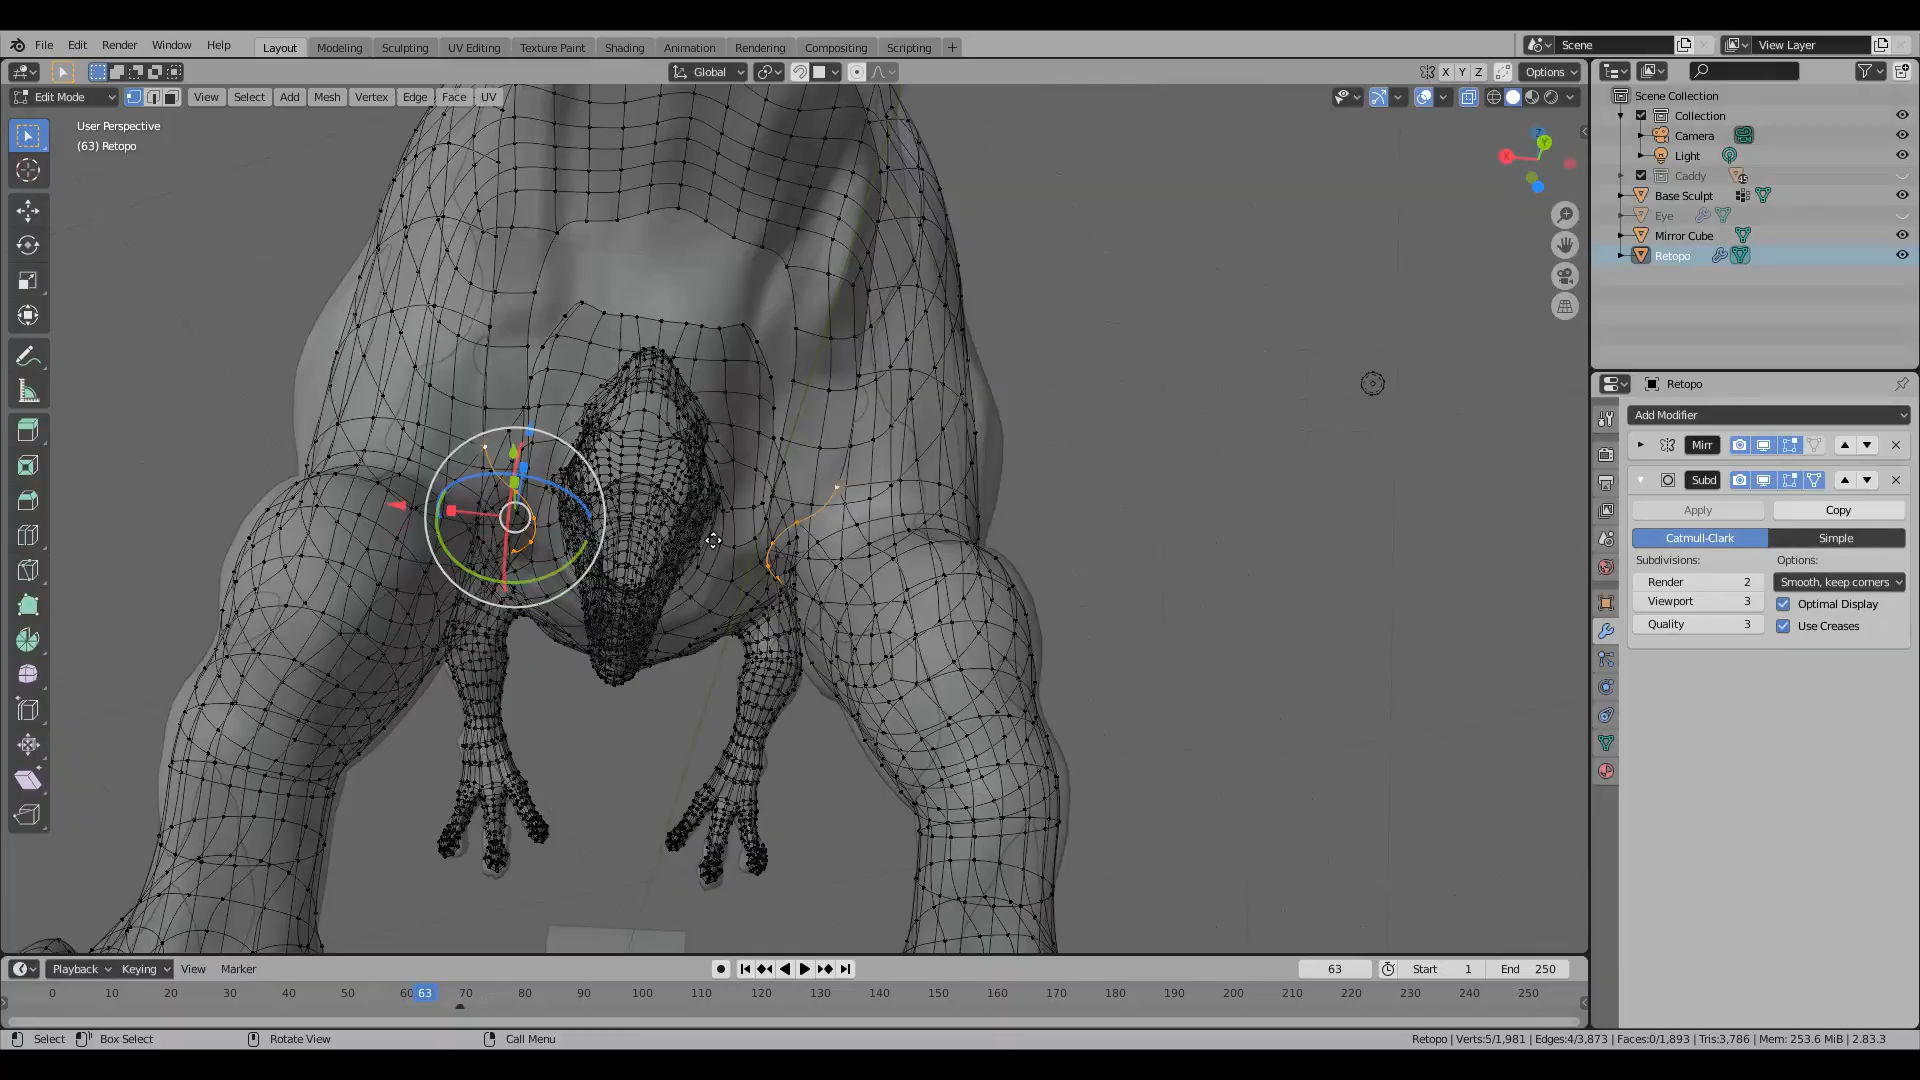 File Edit Render Window Help Layout Modeling Sculpting UV Editing Texture Paint Shading Animation Rendering Compositing Scripting + Scene View Layer
Global X Y Z Options
Edit Mode View Select Add Mesh Vertex Edge Face UV
User Perspective
(63) Retopo
Z
Y
X
Scene Collection
Collection
Camera
Light
Caddy 45
Base Sculpt
Eye
Mirror Cube
Retopo
Retopo
Add Modifier
Mirr
Subd
Apply Copy
Catmull-Clark Simple
Subdivisions: Options:
Render 2 Smooth, keep corners
Viewport 3 Optimal Display
Quality 3 Use Creases
Playback Keying View Marker 63 Start 1 End 250
0 10 20 30 40 50 60 63 70 80 90 100 110 120 130 140 150 160 170 180 190 200 210 220 230 240 250
Select Box Select Rotate View Call Menu Retopo | Verts:5/1,981 | Edges:4/3,873 | Faces:0/1,893 | Tris:3,786 | Mem: 253.6 MiB | 2.83.3